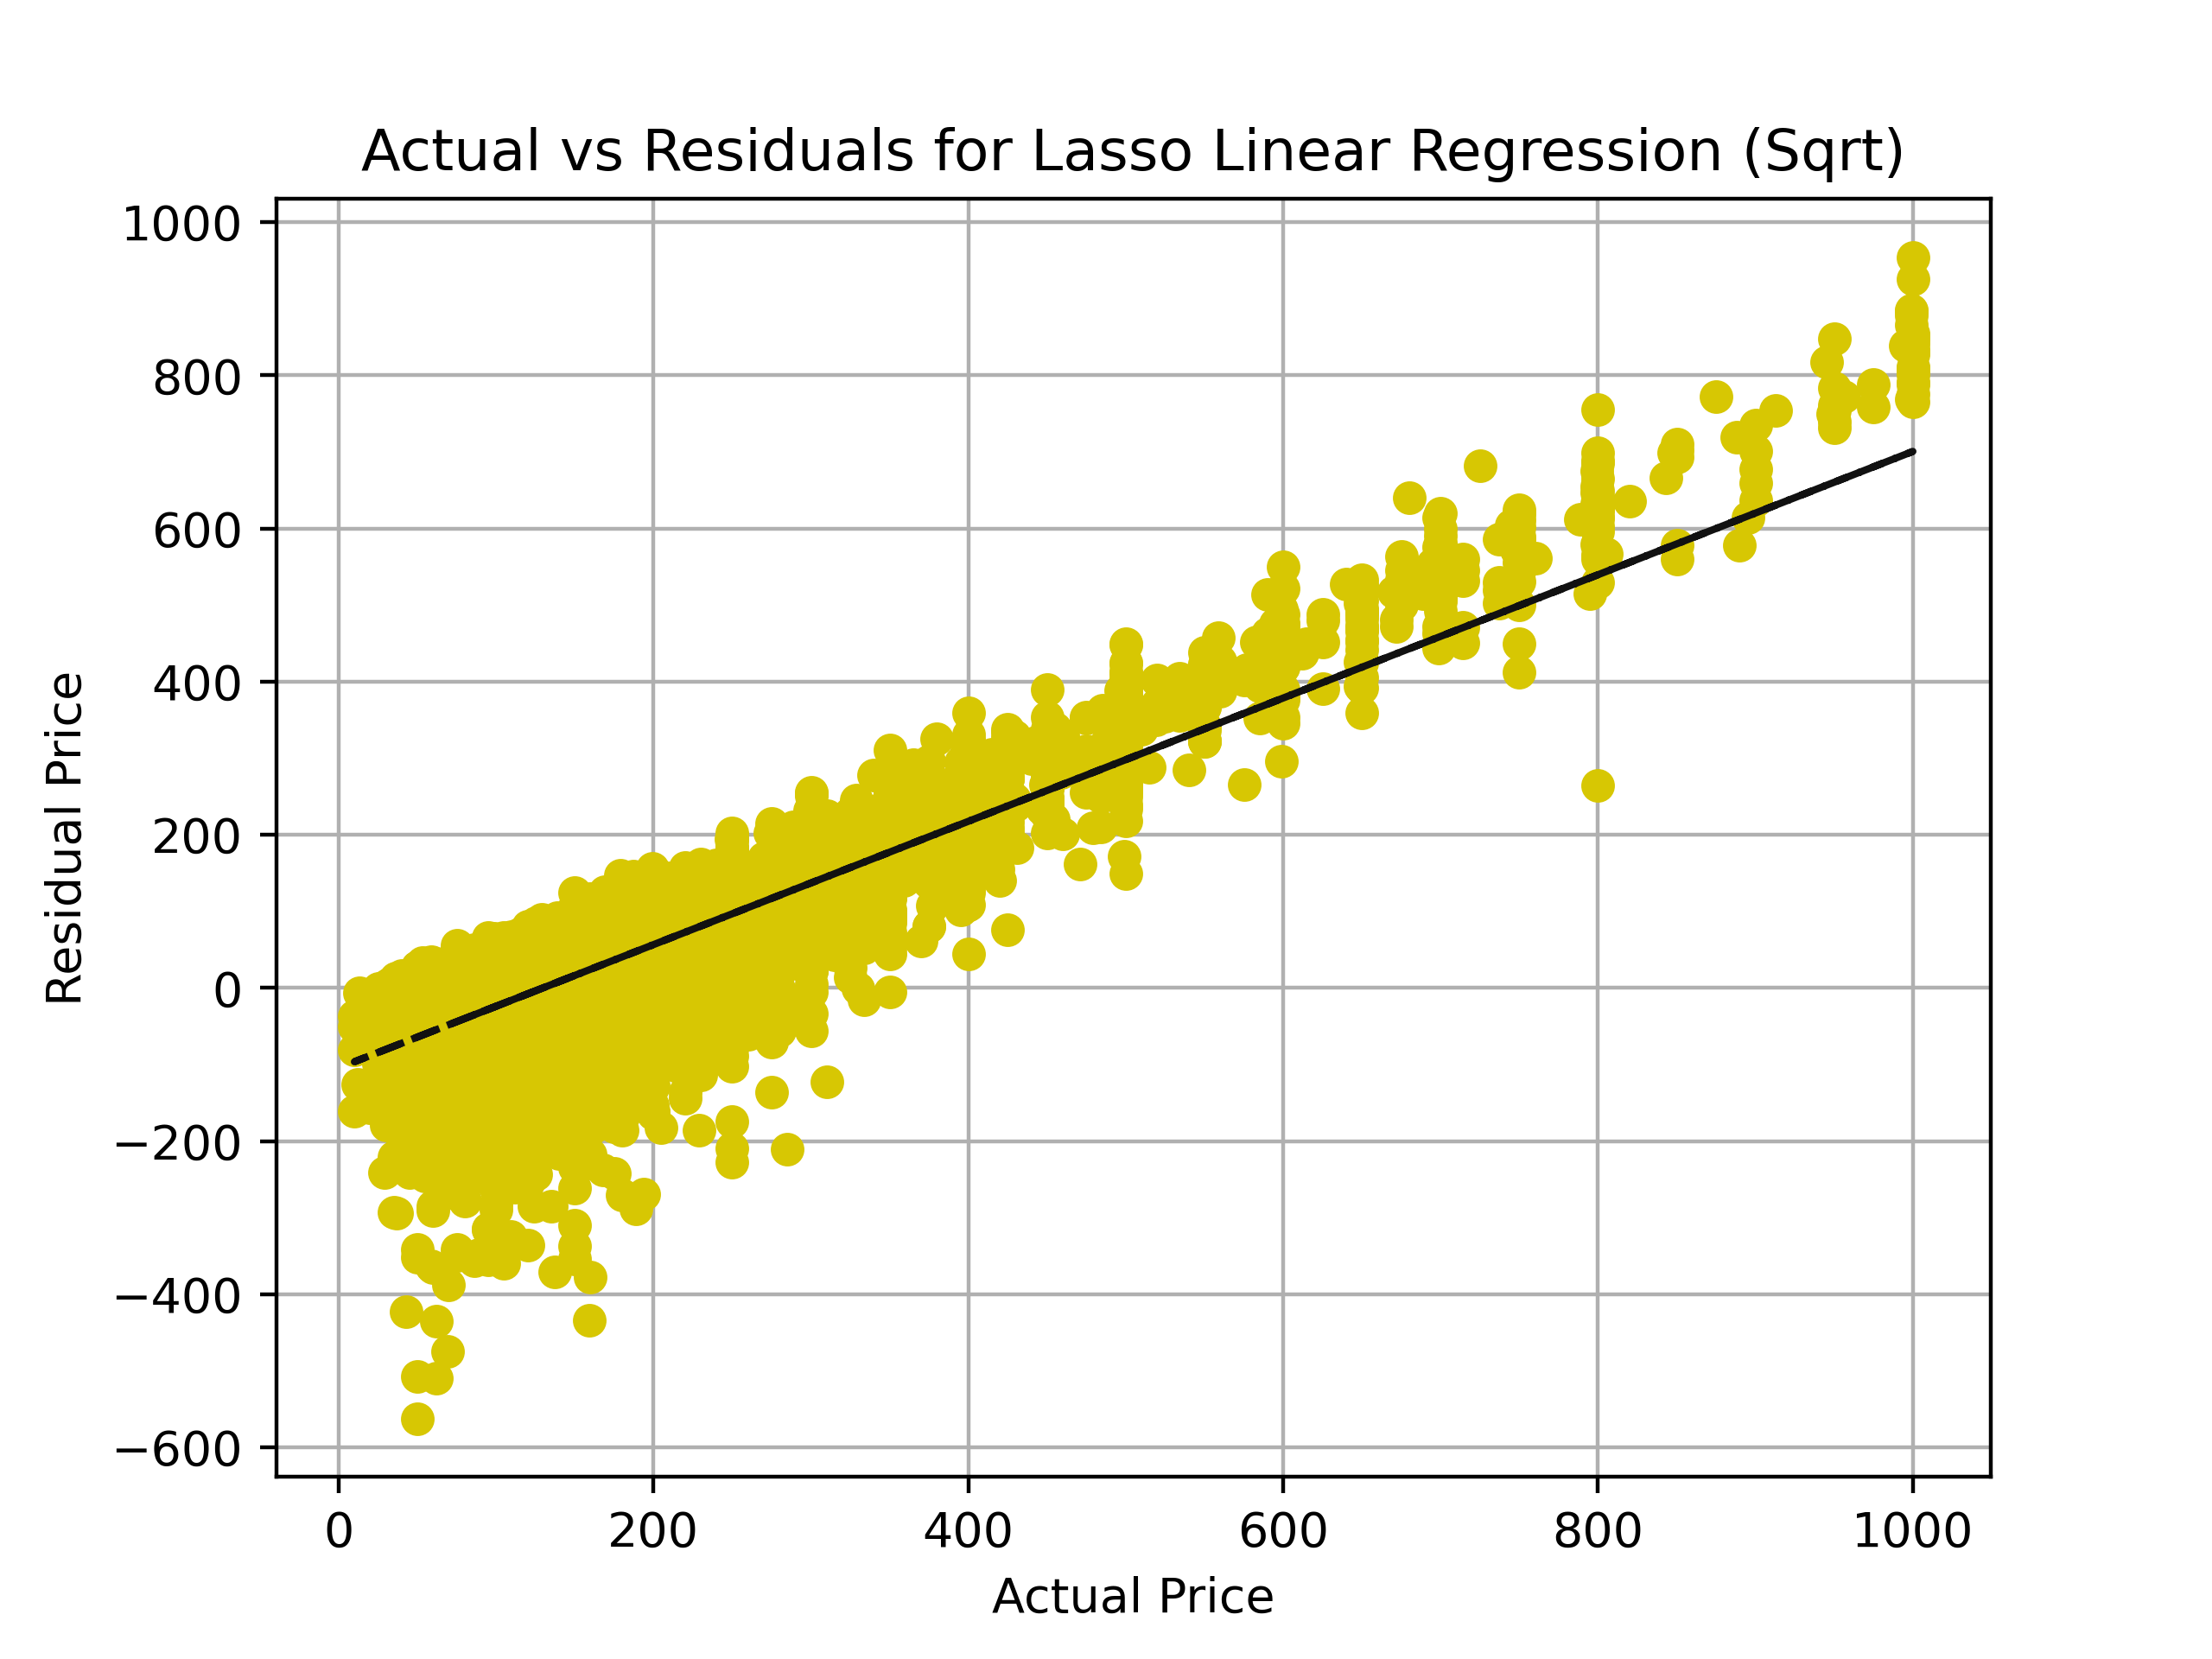 Actual vs Residuals for Lasso Linear Regression (Sqrt)
1000
800
600
400
200
0
−200
−400
−600
Residual Price
0 200 400 600 800 1000
Actual Price